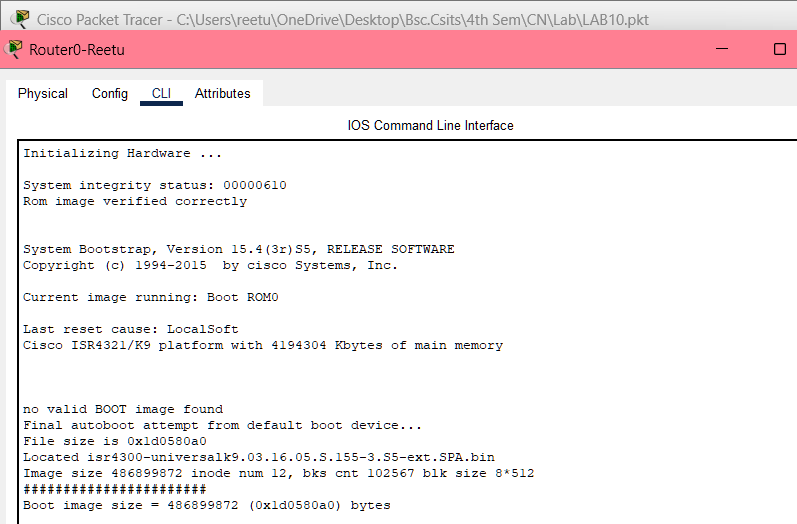 Cisco Packet Tracer - C:\Users\reetu\OneDrive\Desktop\Bsc.Csits\4th Sem\CN\Lab\LAB10.pkt
Router0-Reetu
Physical Config CLI Attributes
IOS Command Line Interface
Initializing Hardware ...
System integrity status: 00000610
Rom image verified correctly
System Bootstrap, Version 15.4(3r)S5, RELEASE SOFTWARE
Copyright (c) 1994-2015  by cisco Systems, Inc.
Current image running: Boot ROM0
Last reset cause: LocalSoft
Cisco ISR4321/K9 platform with 4194304 Kbytes of main memory
no valid BOOT image found
Final autoboot attempt from default boot device...
File size is 0x1d0580a0
Located isr4300-universalk9.03.16.05.S.155-3.S5-ext.SPA.bin
Image size 486899872 inode num 12, bks cnt 102567 blk size 8*512
#######################
Boot image size = 486899872 (0x1d0580a0) bytes